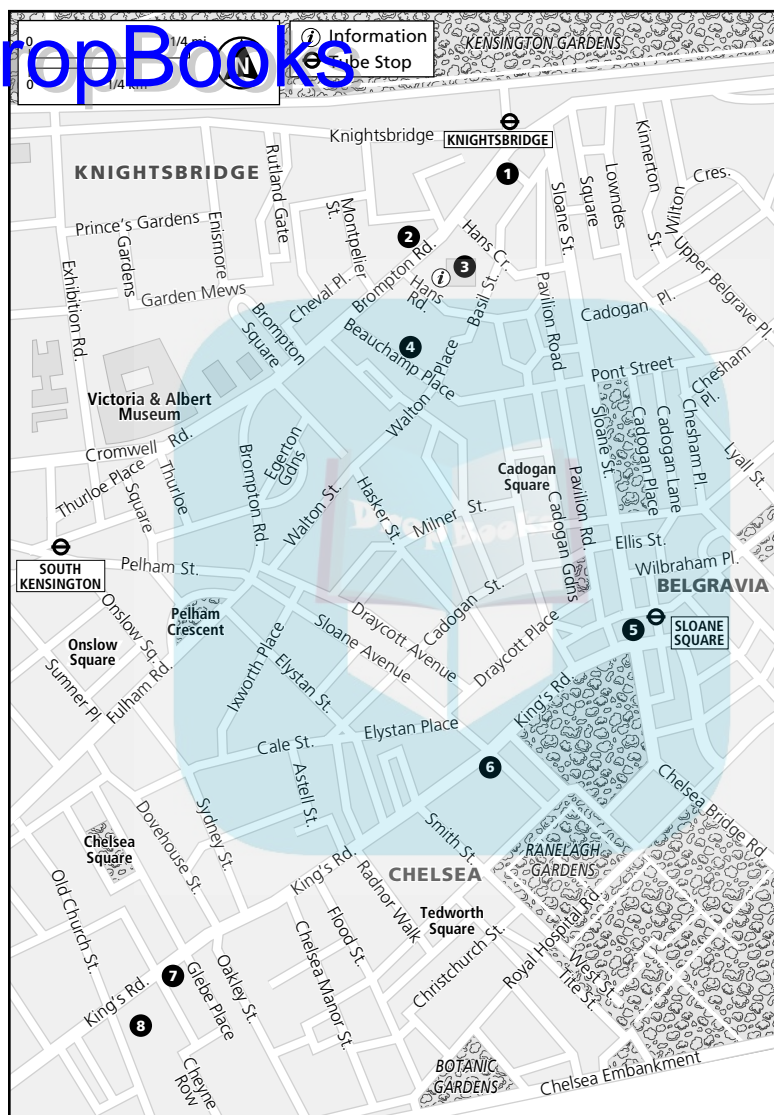 DropBooks
0 1/4 mi
0 1/4 km
N
i Information
Tube Stop
KENSINGTON GARDENS
Knightsbridge
KNIGHTSBRIDGE
KNIGHTSBRIDGE
1
Rutland Gate
Montpelier St.
Prince's Gardens
Enismore
Gardens
Garden Mews
Exhibition Rd.
2
Brompton Rd.
Hans Cr.
3
i
Hans Rd.
Basil St.
Sloane St.
Lowndes
Square
Kinnerton
St.
Wilton
Cres.
Upper Belgrave Pl.
Pavilion Road
Cadogan Pl.
Cheval Pl.
Brompton
Square
Beauchamp Place
4
Walton Place
Pont Street
Chesham
Pl.
Victoria & Albert
Museum
Cromwell Rd.
Thurloe Place
Thurloe
Square
Brompton Rd.
Egerton
Gdns
Walton St.
Hasker St.
Milner St.
DropBooks
Cadogan
Square
Cadogan Gdns
Pavilion Rd.
Sloane St.
Cadogan Place
Cadogan Lane
Chesham Pl.
Lyall St.
Ellis St.
Wilbraham Pl.
BELGRAVIA
SOUTH
KENSINGTON
Pelham St.
Onslow Sq.
Onslow
Square
Pelham
Crescent
Sumner Pl
Fulham Rd.
Ixworth Place
Elystan St.
Sloane Avenue
Draycott Avenue
Cadogan St.
Draycott Place
5
SLOANE
SQUARE
King's Rd.
Cale St.
Elystan Place
6
Astell St.
Smith St.
Chelsea Bridge Rd.
RANELAGH
GARDENS
Chelsea
Square
Dovehouse St.
Sydney St.
King's Rd.
CHELSEA
Radnor Walk
Tedworth
Square
Flood St.
Chelsea Manor St.
Christchurch St.
Royal Hospital Rd.
West St.
Tite St.
Old Church St.
King's Rd.
7
Glebe Place
Oakley St.
8
Cheyne
Row
BOTANIC
GARDENS
Chelsea Embankment